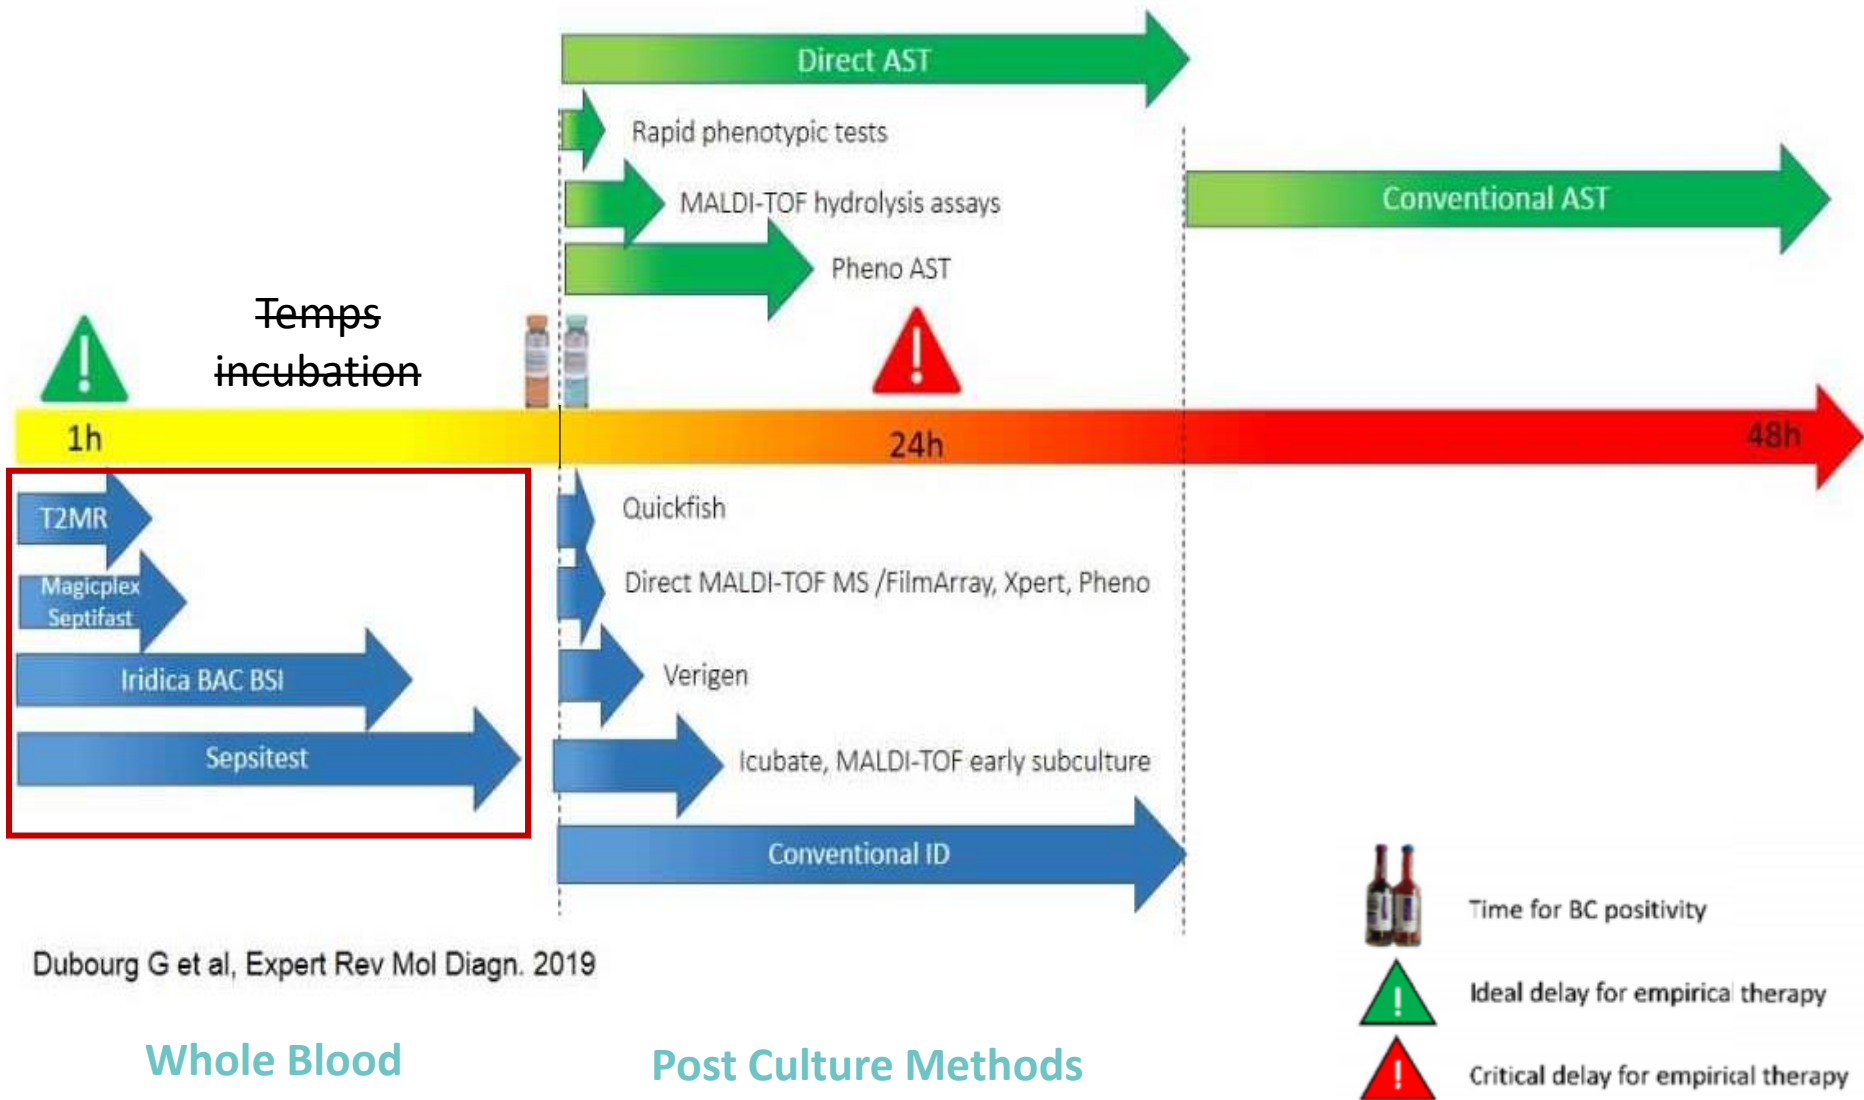 Direct AST
Rapid phenotypic tests
MALDI-TOF hydrolysis assays
Conventional AST
Pheno AST
Temps
incubation
1h
24h
48h
T2MR
Quickfish
Magicplex
Septifast
Direct MALDI-TOF MS /FilmArray, Xpert, Pheno
Iridica BAC BSI
Verigen
Sepsitest
Icubate, MALDI-TOF early subculture
Conventional ID
Time for BC positivity
Dubourg G et al, Expert Rev Mol Diagn. 2019
Ideal delay for empirical therapy
Whole Blood
Post Culture Methods
Critical delay for empirical therapy